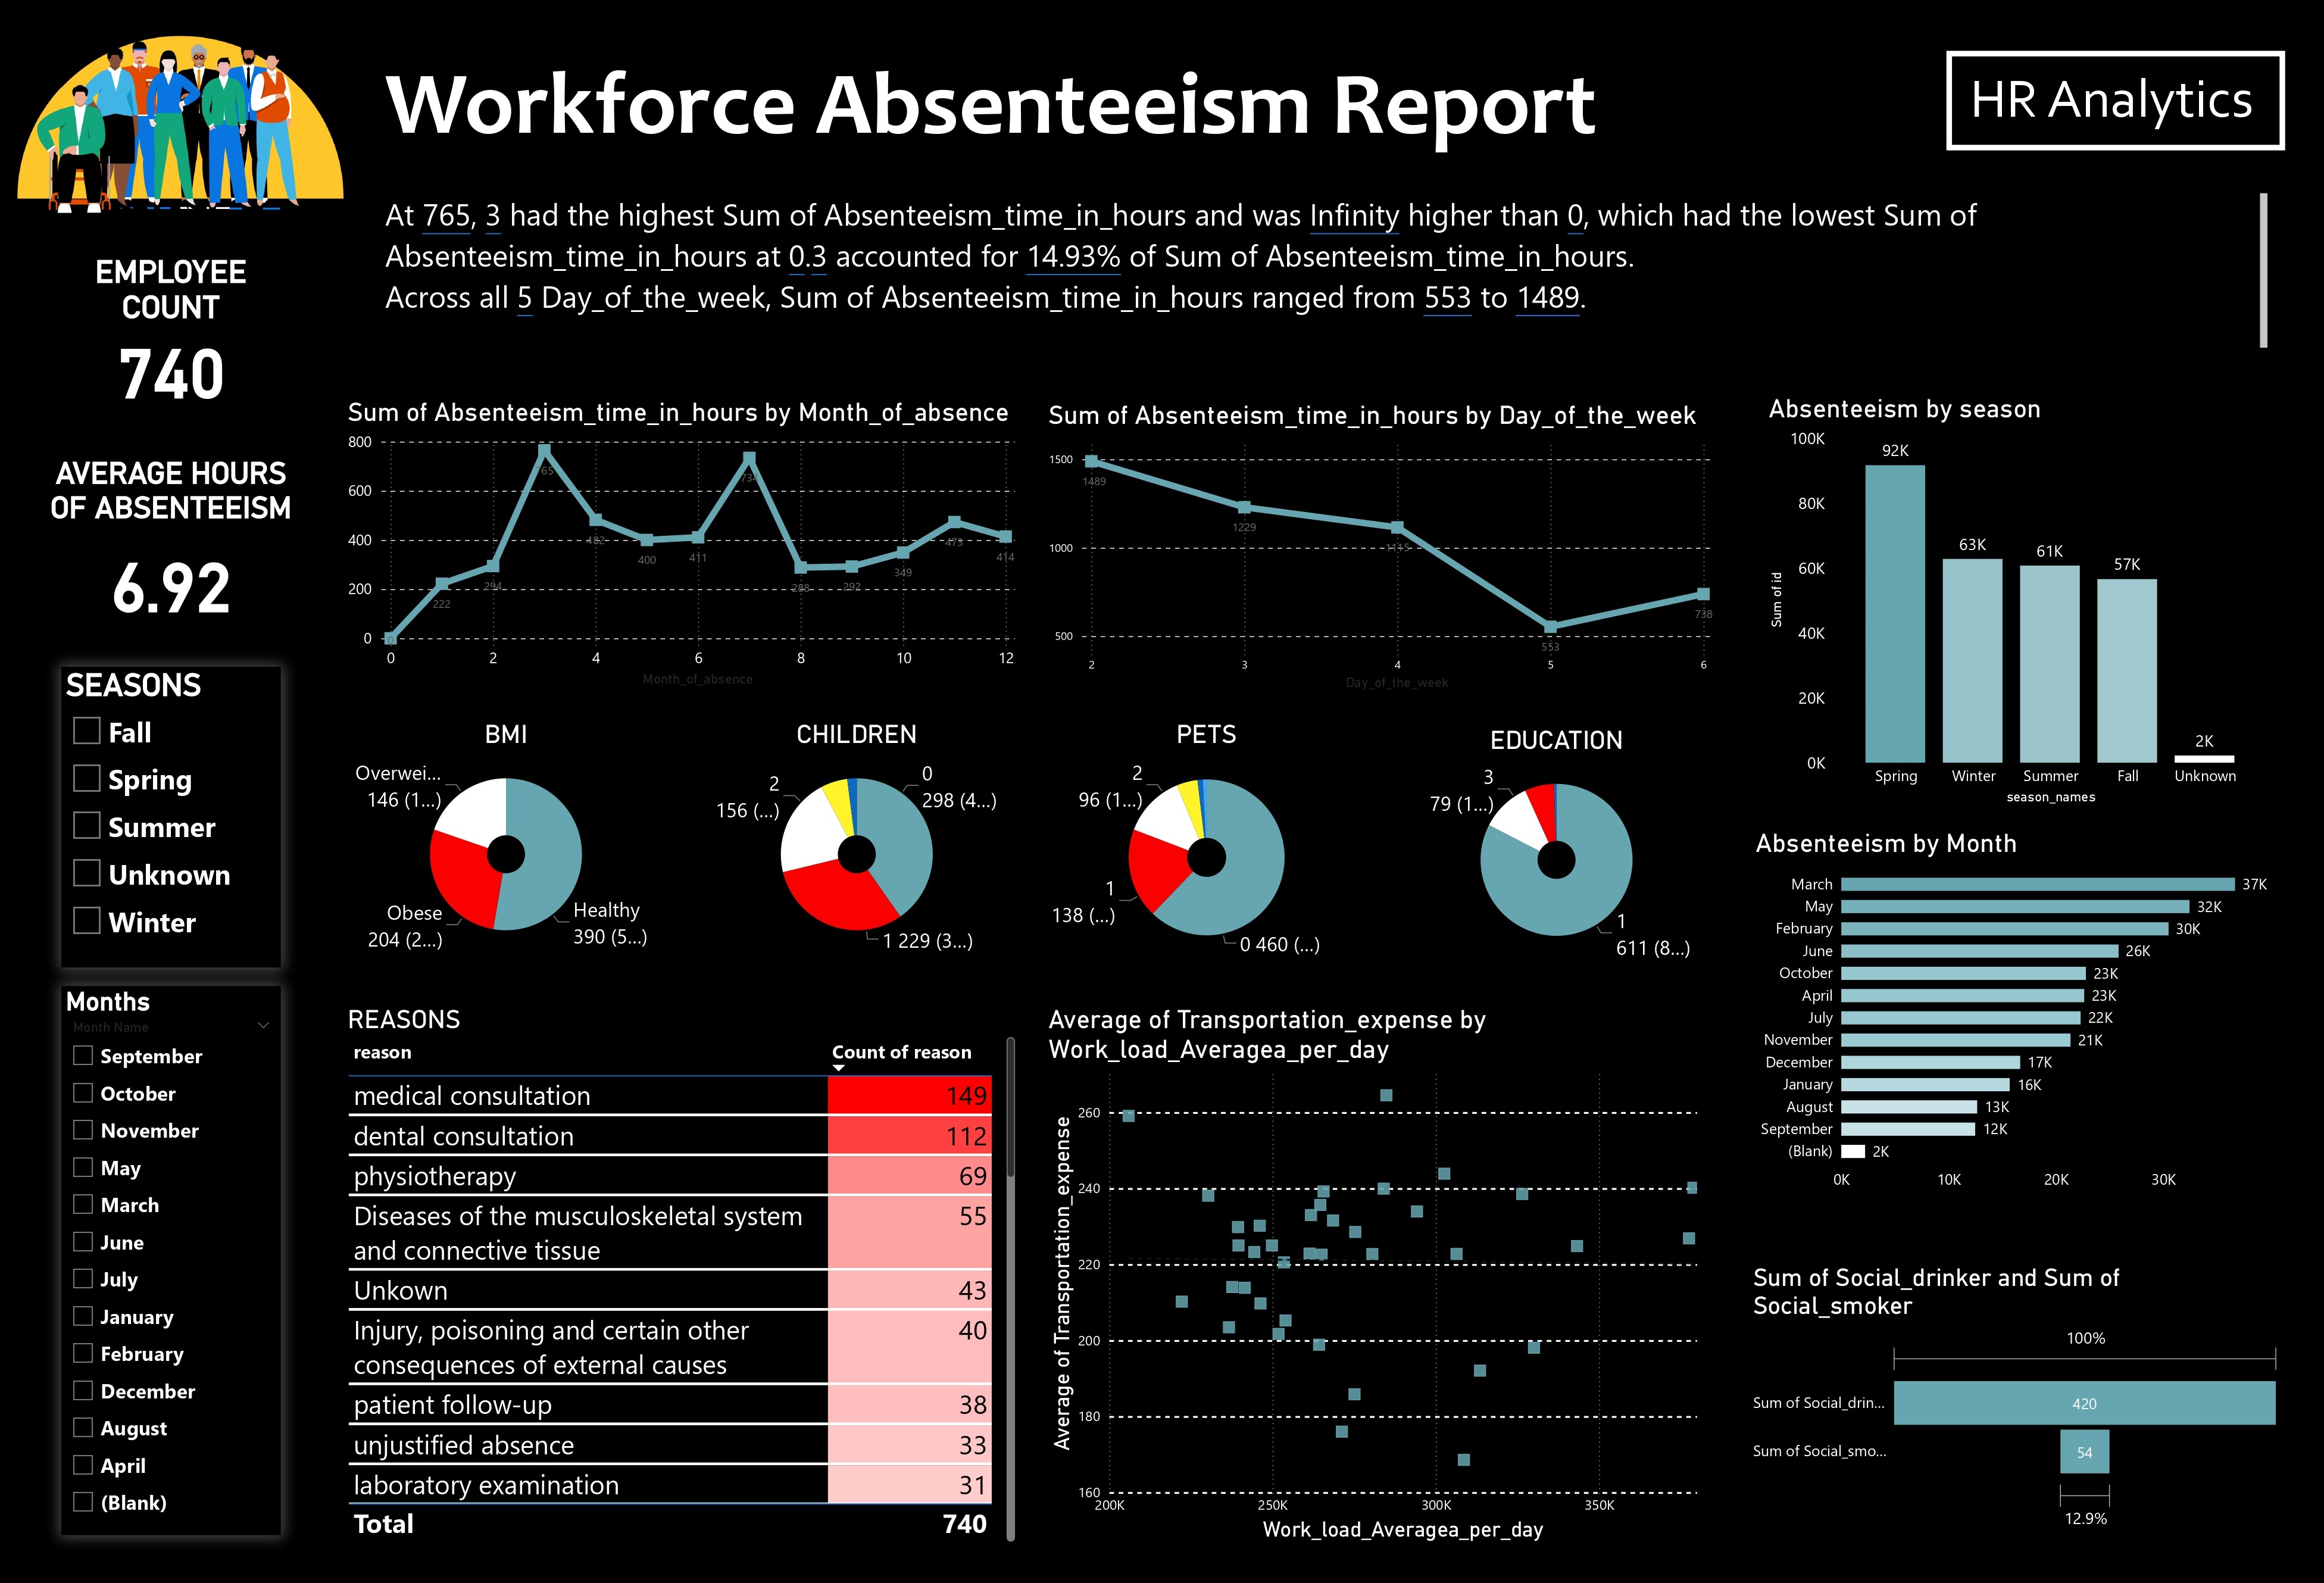 Workforce Absenteeism Report
HR Analytics
At 765, 3 had the highest Sum of Absenteeism_time_in_hours and was Infinity higher than 0, which had the lowest Sum of
Absenteeism_time_in_hours at 0.3 accounted for 14.93% of Sum of Absenteeism_time_in_hours.
Across all 5 Day_of_the_week, Sum of Absenteeism_time_in_hours ranged from 553 to 1489.
EMPLOYEE
COUNT
740
AVERAGE HOURS
OF ABSENTEEISM
6.92
SEASONS
Fall
Spring
Summer
Unknown
Winter
Months
Month Name
September
October
November
May
March
June
July
January
February
December
August
April
(Blank)
Sum of Absenteeism_time_in_hours by Month_of_absence
800
600
400
200
0
765
734
482
400
411
222
294
288
292
349
473
414
0 2 4 6 8 10 12
Month_of_absence
Sum of Absenteeism_time_in_hours by Day_of_the_week
1500
1000
500
1489
1229
1115
553
738
2 3 4 5 6
Day_of_the_week
Absenteeism by season
100K
80K
60K
40K
20K
0K
Sum of id
92K
63K
61K
57K
2K
Spring Winter Summer Fall Unknown
season_names
BMI
Overwei...
146 (1...)
Obese
204 (2...)
Healthy
390 (5...)
CHILDREN
2
156 (...)
0
298 (4...)
1 229 (3...)
PETS
2
96 (1...)
1
138 (...)
0 460 (...)
EDUCATION
3
79 (1...)
1
611 (8...)
Absenteeism by Month
March 37K
May 32K
February 30K
June 26K
October 23K
April 23K
July 22K
November 21K
December 17K
January 16K
August 13K
September 12K
(Blank) 2K
0K 10K 20K 30K
REASONS
reason Count of reason
medical consultation 149
dental consultation 112
physiotherapy 69
Diseases of the musculoskeletal system 55
and connective tissue
Unkown 43
Injury, poisoning and certain other 40
consequences of external causes
patient follow-up 38
unjustified absence 33
laboratory examination 31
Total 740
Average of Transportation_expense by
Work_load_Averagea_per_day
Average of Transportation_expense
260
240
220
200
180
160
200K 250K 300K 350K
Work_load_Averagea_per_day
Sum of Social_drinker and Sum of
Social_smoker
100%
Sum of Social_drin... 420
Sum of Social_smo... 54
12.9%